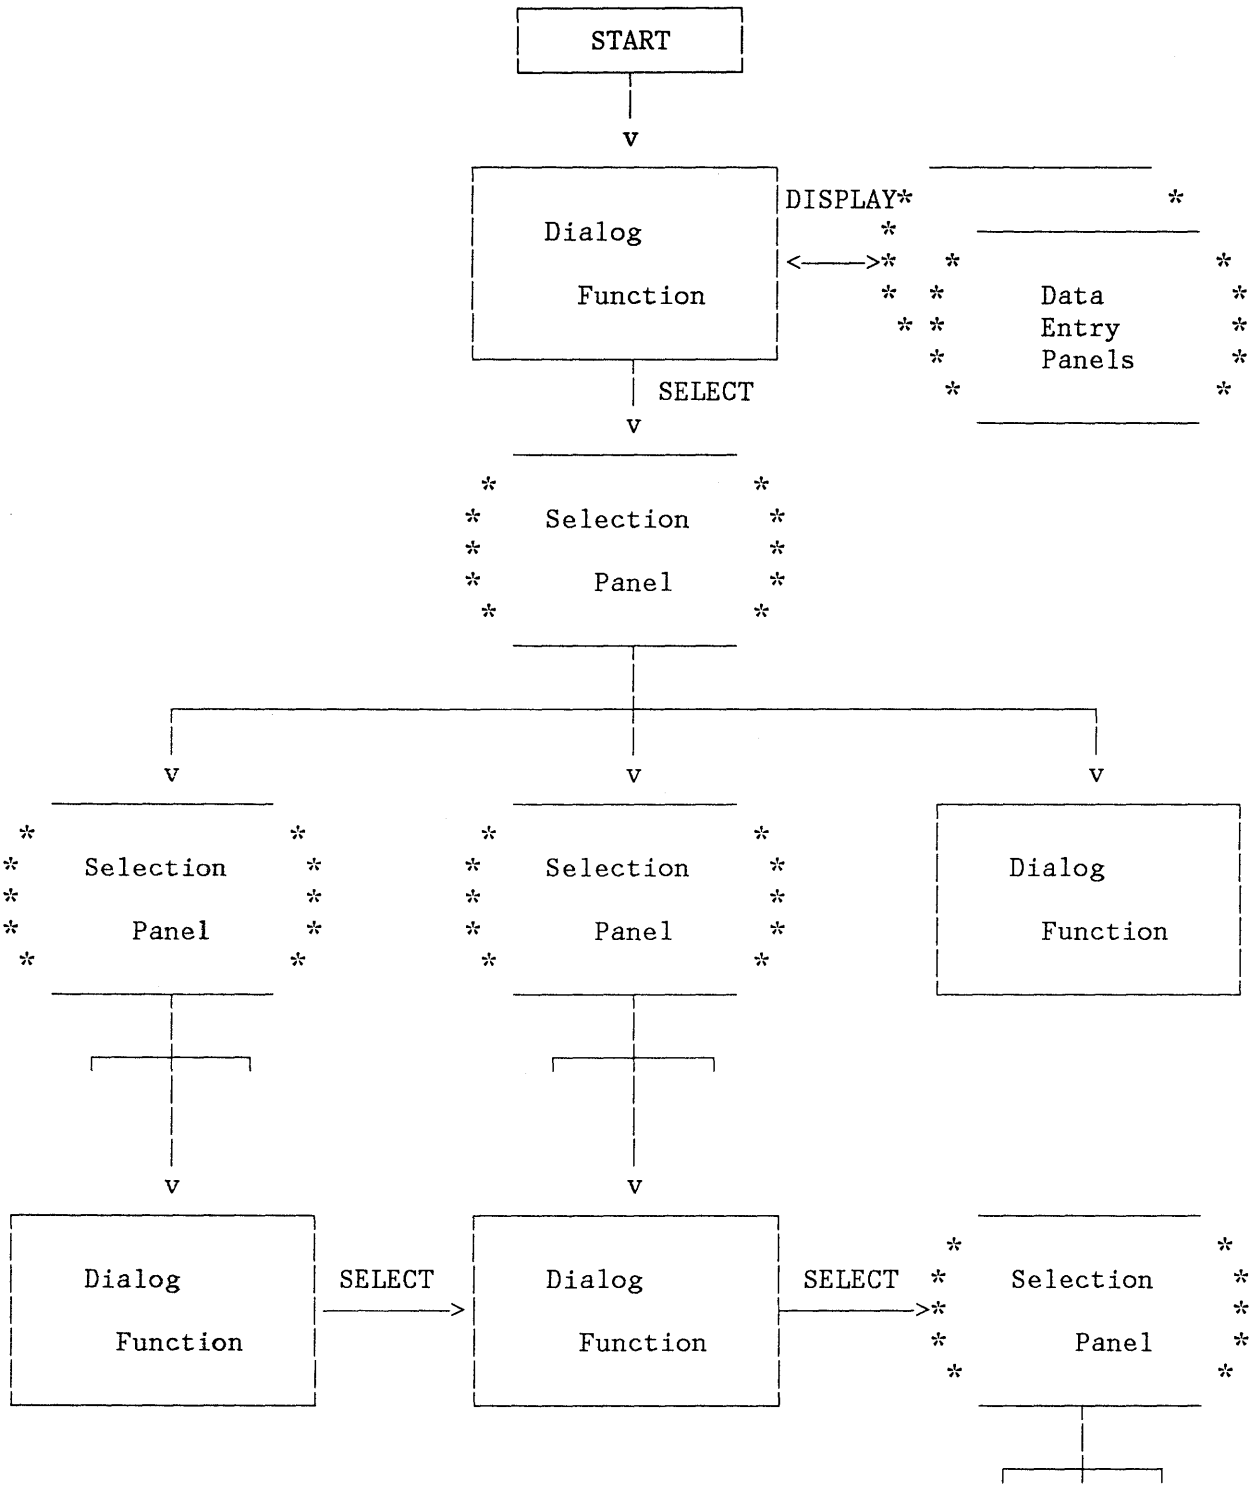 START
v
DISPLAY*
Dialog
Function
<——>*
Data
Entry
Panels
SELECT
v
Selection
Panel
v
v
v
Selection
Panel
Selection
Panel
Dialog
Function
v
v
Dialog
Function
SELECT
Dialog
Function
SELECT
Selection
Panel